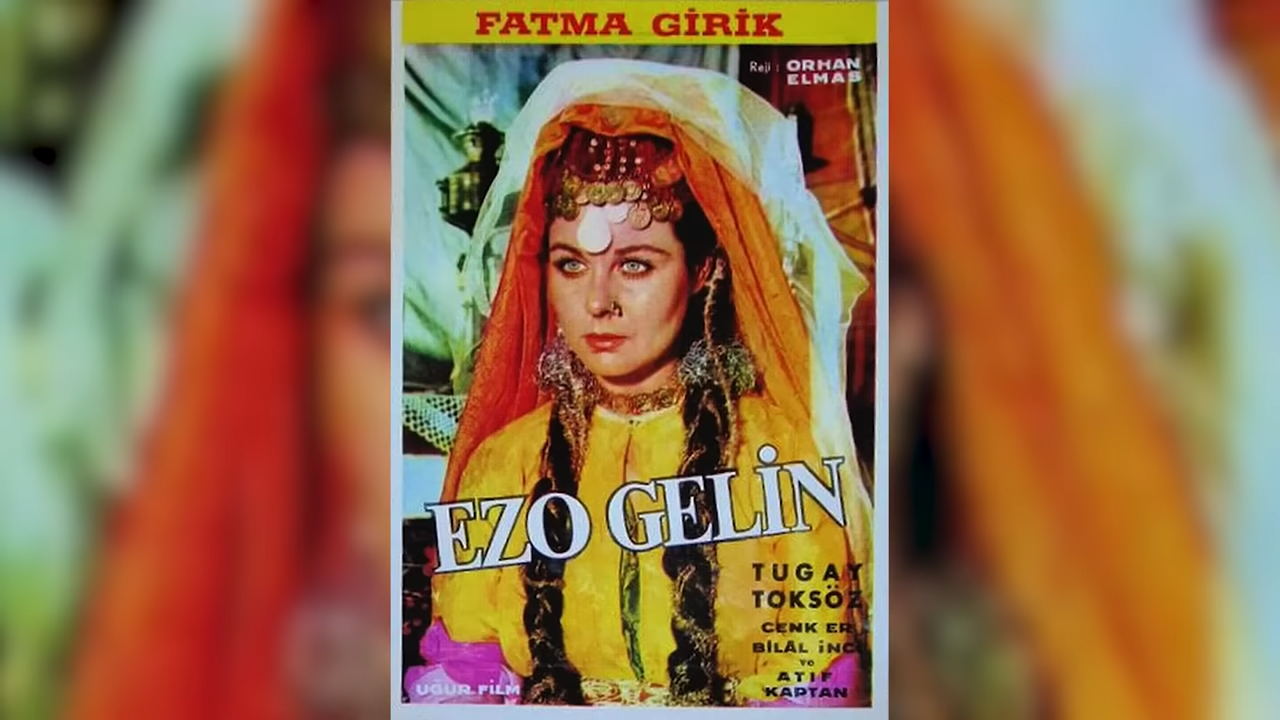 FATMA GİRİK
Reji : ORHAN
ELMAS
EZO GELİN
TUGAY
TOKSÖZ
CENK ER
BİLÂL İNCİ
ve
ATIF
KAPTAN
UĞUR FİLM